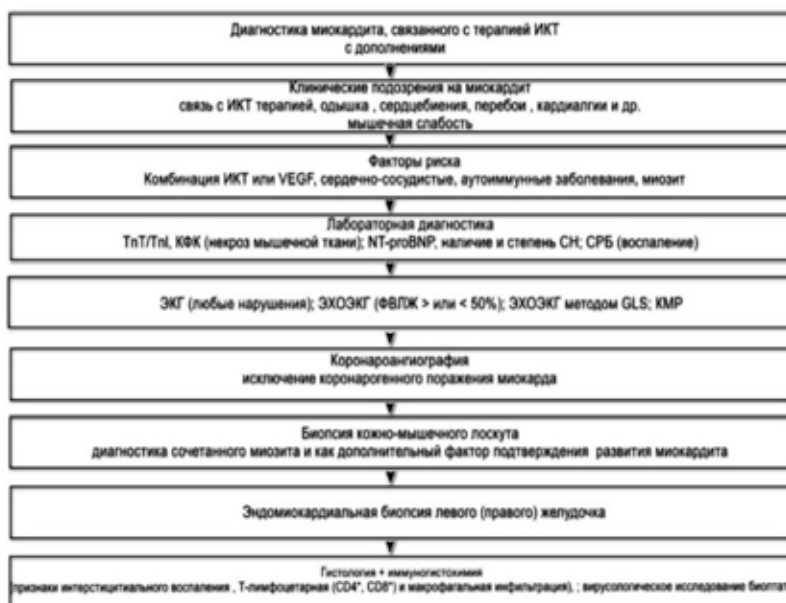 Диагностика миокардита, связанного с терапией ИКТ
с дополнениями
Клинические подозрения на миокардит
связь с ИКТ терапией, одышка , сердцебиения, перебои , кардиалгии и др.
мышечная слабость
Факторы риска
Комбинация ИКТ или VEGF, сердечно-сосудистые, аутоиммунные заболевания, миозит
Лабораторная диагностика
TnT/TnI, КФК (некроз мышечной ткани); NT-proBNP, наличие и степень СН; СРБ (воспаление)
ЭКГ (любые нарушения); ЭХОЭКГ (ФВЛЖ > или < 50%); ЭХОЭКГ методом GLS; КМР
Коронароангиография
исключение коронарогенного поражения миокарда
Биопсия кожно-мышечного лоскута
диагностика сочетанного миозита и как дополнительный фактор подтверждения развития миокардита
Эндомиокардиальная биопсия левого (правого) желудочка
Гистология + иммуногистохимия
признаки интерстицитиального воспаления , Т-лимфоцетарная (CD4⁺, CD8⁺) и макрофагальная инфильтрация), ; вирусологическое исследование биоптат